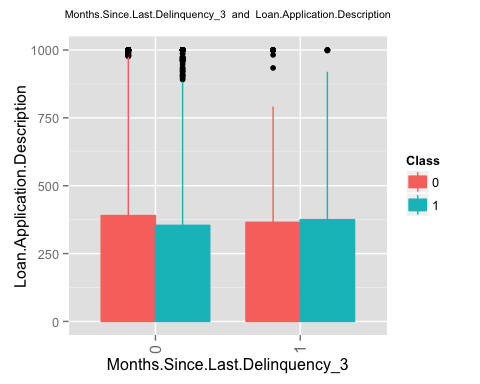 Months.Since.Last.Delinquency_3 and Loan.Application.Description
1000
750
500
250
0
Loan.Application.Description
0
1
Months.Since.Last.Delinquency_3
Class
0
1